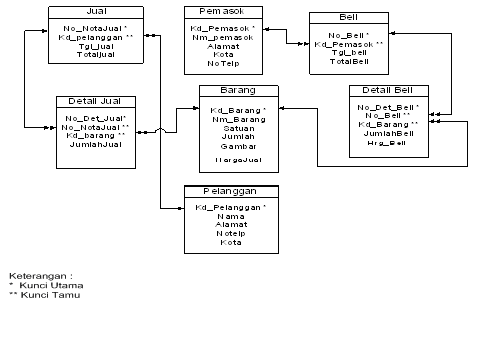 Jual
No_NotaJual *
Kd_pelanggan **
Tgl_jual
Totaljual
Pemasok
Kd_Pemasok *
Nm_pemasok
Alamat
Kota
NoTelp
Beli
No_Beli *
Kd_Pemasok **
Tgl_beli
TotalBeli
Detail Jual
No_Det_Jual*
No_NotaJual **
Kd_barang **
JumlahJual
Barang
Kd_Barang *
Nm_Barang
Satuan
Jumlah
Gambar
HargaJual
Detail Beli
No_Det_Beli *
No_Beli **
Kd_Barang **
JumlahBeli
Hrg_Beli
Pelanggan
Kd_Pelanggan *
Nama
Alamat
Notelp
Kota
Keterangan :
* Kunci Utama
** Kunci Tamu